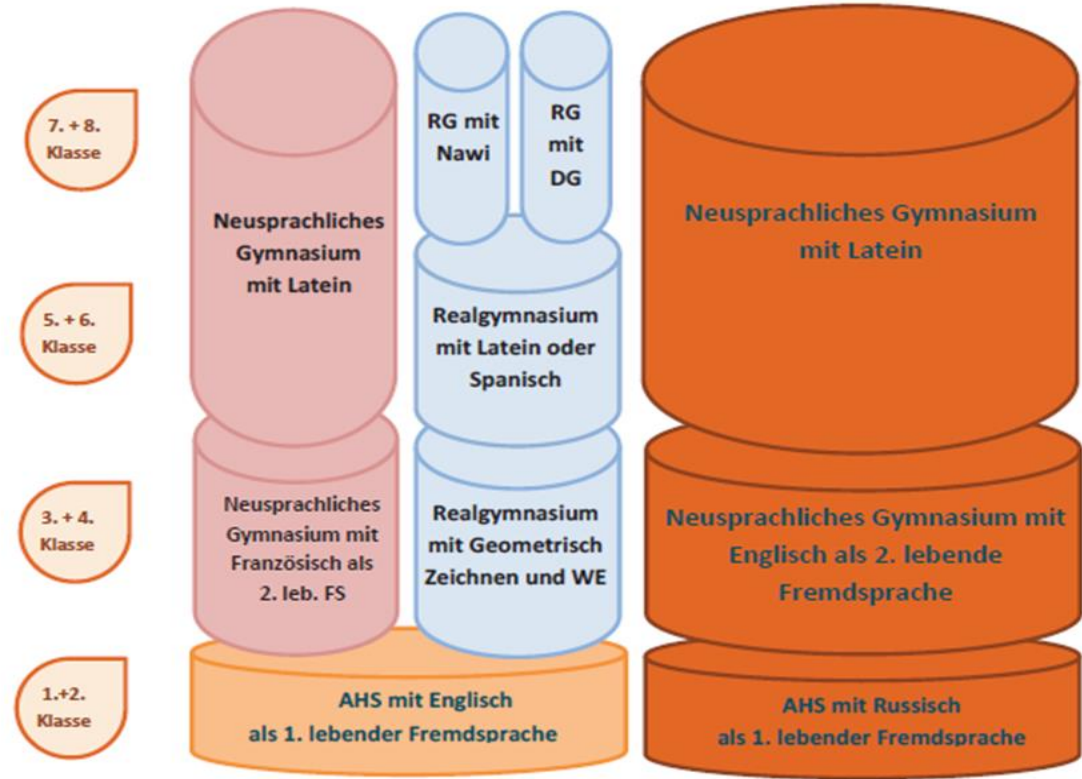 7. + 8.
Klasse
Neusprachliches
Gymnasium
mit Latein
RG mit
Nawi
RG
mit
DG
Neusprachliches Gymnasium
mit Latein
5. + 6.
Klasse
Realgymnasium
mit Latein oder
Spanisch
3. + 4.
Klasse
Neusprachliches
Gymnasium mit
Französisch als
2. leb. FS
Realgymnasium
mit Geometrisch
Zeichnen und WE
Neusprachliches Gymnasium mit
Englisch als 2. lebende
Fremdsprache
1.+2.
Klasse
AHS mit Englisch
als 1. lebender Fremdsprache
AHS mit Russisch
als 1. lebender Fremdsprache